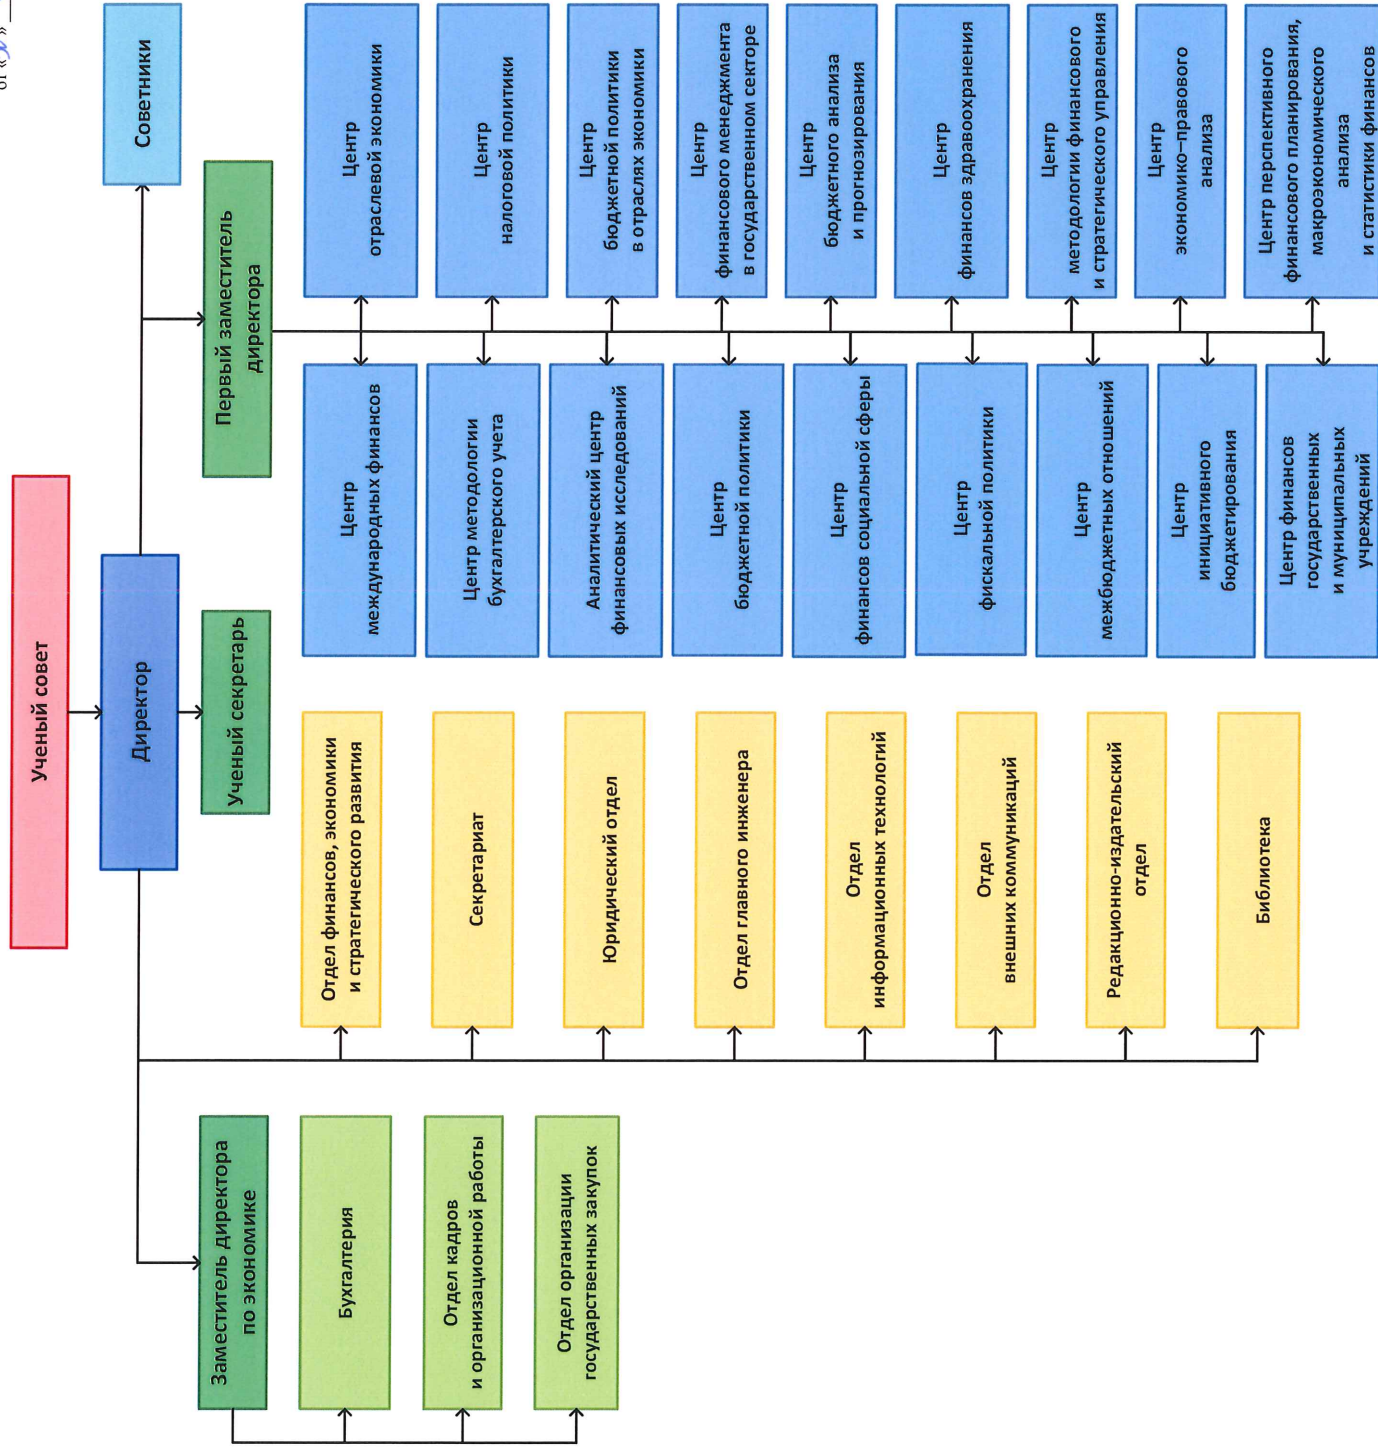 от «
»
Ученый совет
Директор
Советники
Ученый секретарь
Заместитель директора
по экономике
Первый заместитель
директора
Бухгалтерия
Отдел кадров
и организационной работы
Отдел организации
государственных закупок
Отдел финансов, экономики
и стратегического развития
Секретариат
Юридический отдел
Отдел главного инженера
Отдел
информационных технологий
Отдел
внешних коммуникаций
Редакционно-издательский
отдел
Библиотека
Центр
международных финансов
Центр методологии
бухгалтерского учета
Аналитический центр
финансовых исследований
Центр
бюджетной политики
Центр
финансов социальной сферы
Центр
фискальной политики
Центр
межбюджетных отношений
Центр
инициативного
бюджетирования
Центр финансов
государственных
и муниципальных
учреждений
Центр
отраслевой экономики
Центр
налоговой политики
Центр
бюджетной политики
в отраслях экономики
Центр
финансового менеджмента
в государственном секторе
Центр
бюджетного анализа
и прогнозирования
Центр
финансов здравоохранения
Центр
методологии финансового
и стратегического управления
Центр
экономико–правового
анализа
Центр перспективного
финансового планирования,
макроэкономического
анализа
и статистики финансов